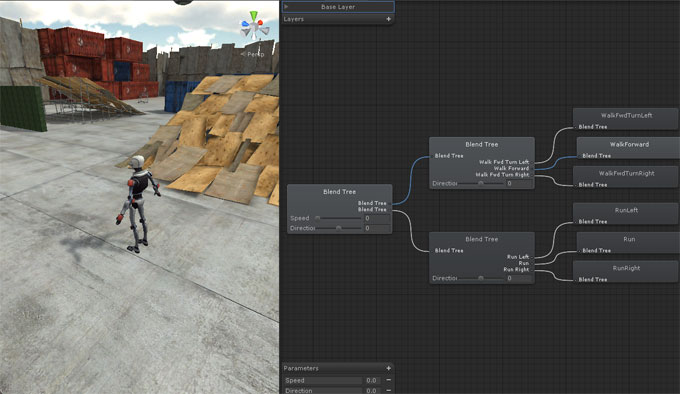 Persp
Base Layer
Layers
Blend Tree
Blend Tree
Blend Tree
Speed 0
Direction 0
Blend Tree
Blend Tree
Walk Fwd Turn Left
Walk Forward
Walk Fwd Turn Right
Direction 0
Blend Tree
Blend Tree
Run Left
Run
Run Right
Direction 0
WalkFwdTurnLeft
Blend Tree
WalkForward
Blend Tree
WalkFwdTurnRight
Blend Tree
RunLeft
Blend Tree
Run
Blend Tree
RunRight
Blend Tree
Parameters
Speed 0.0
Direction 0.0